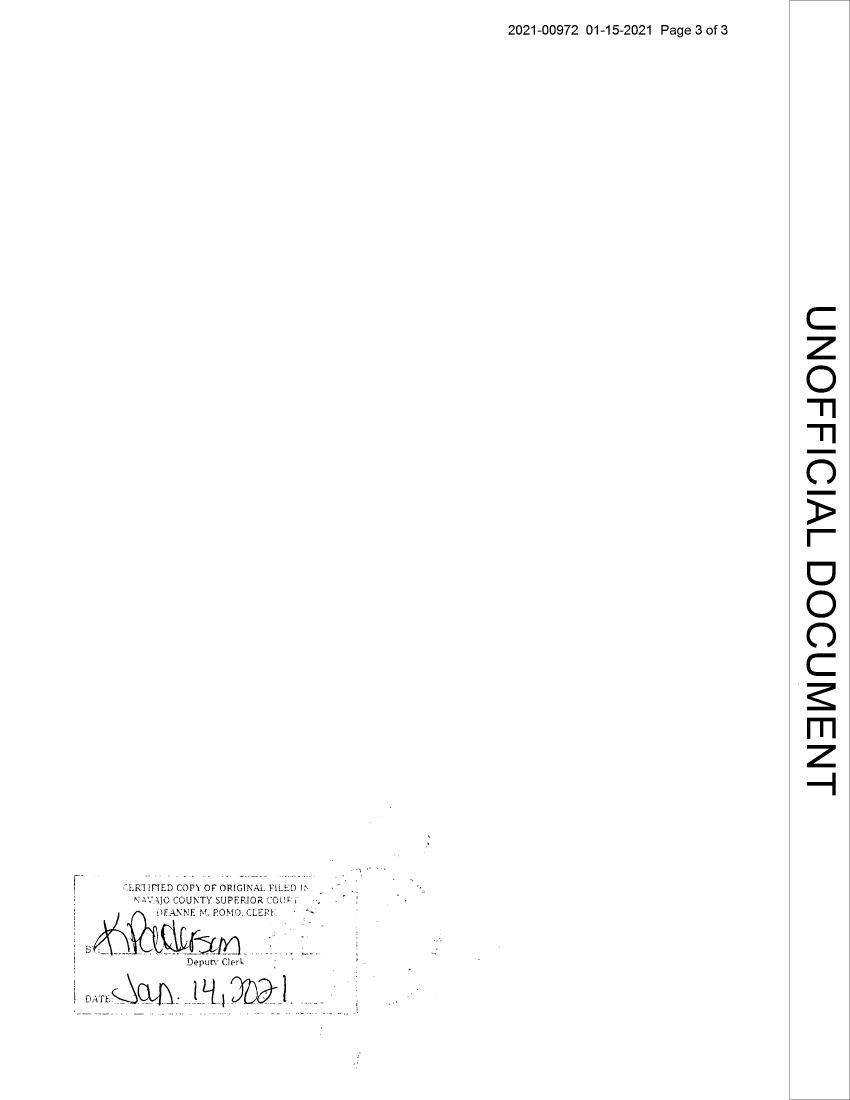 2021-00972 01-15-2021 Page 3 of 3
UNOFFICIAL DOCUMENT
CERTIFIED COPY OF ORIGINAL FILED IN
NAVAJO COUNTY SUPERIOR COURT
DEANNE M. ROMO, CLERK
BY
Deputy Clerk
DATE Jan. 14, 2021